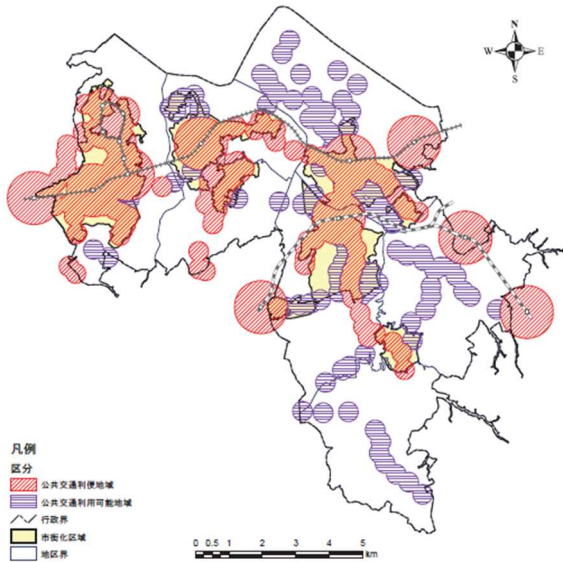 N
W E
S
凡例
区分
公共交通利便地域
公共交通利用可能地域
行政界
市街化区域
地区界
0 0.5 1 2 3 4 5
km